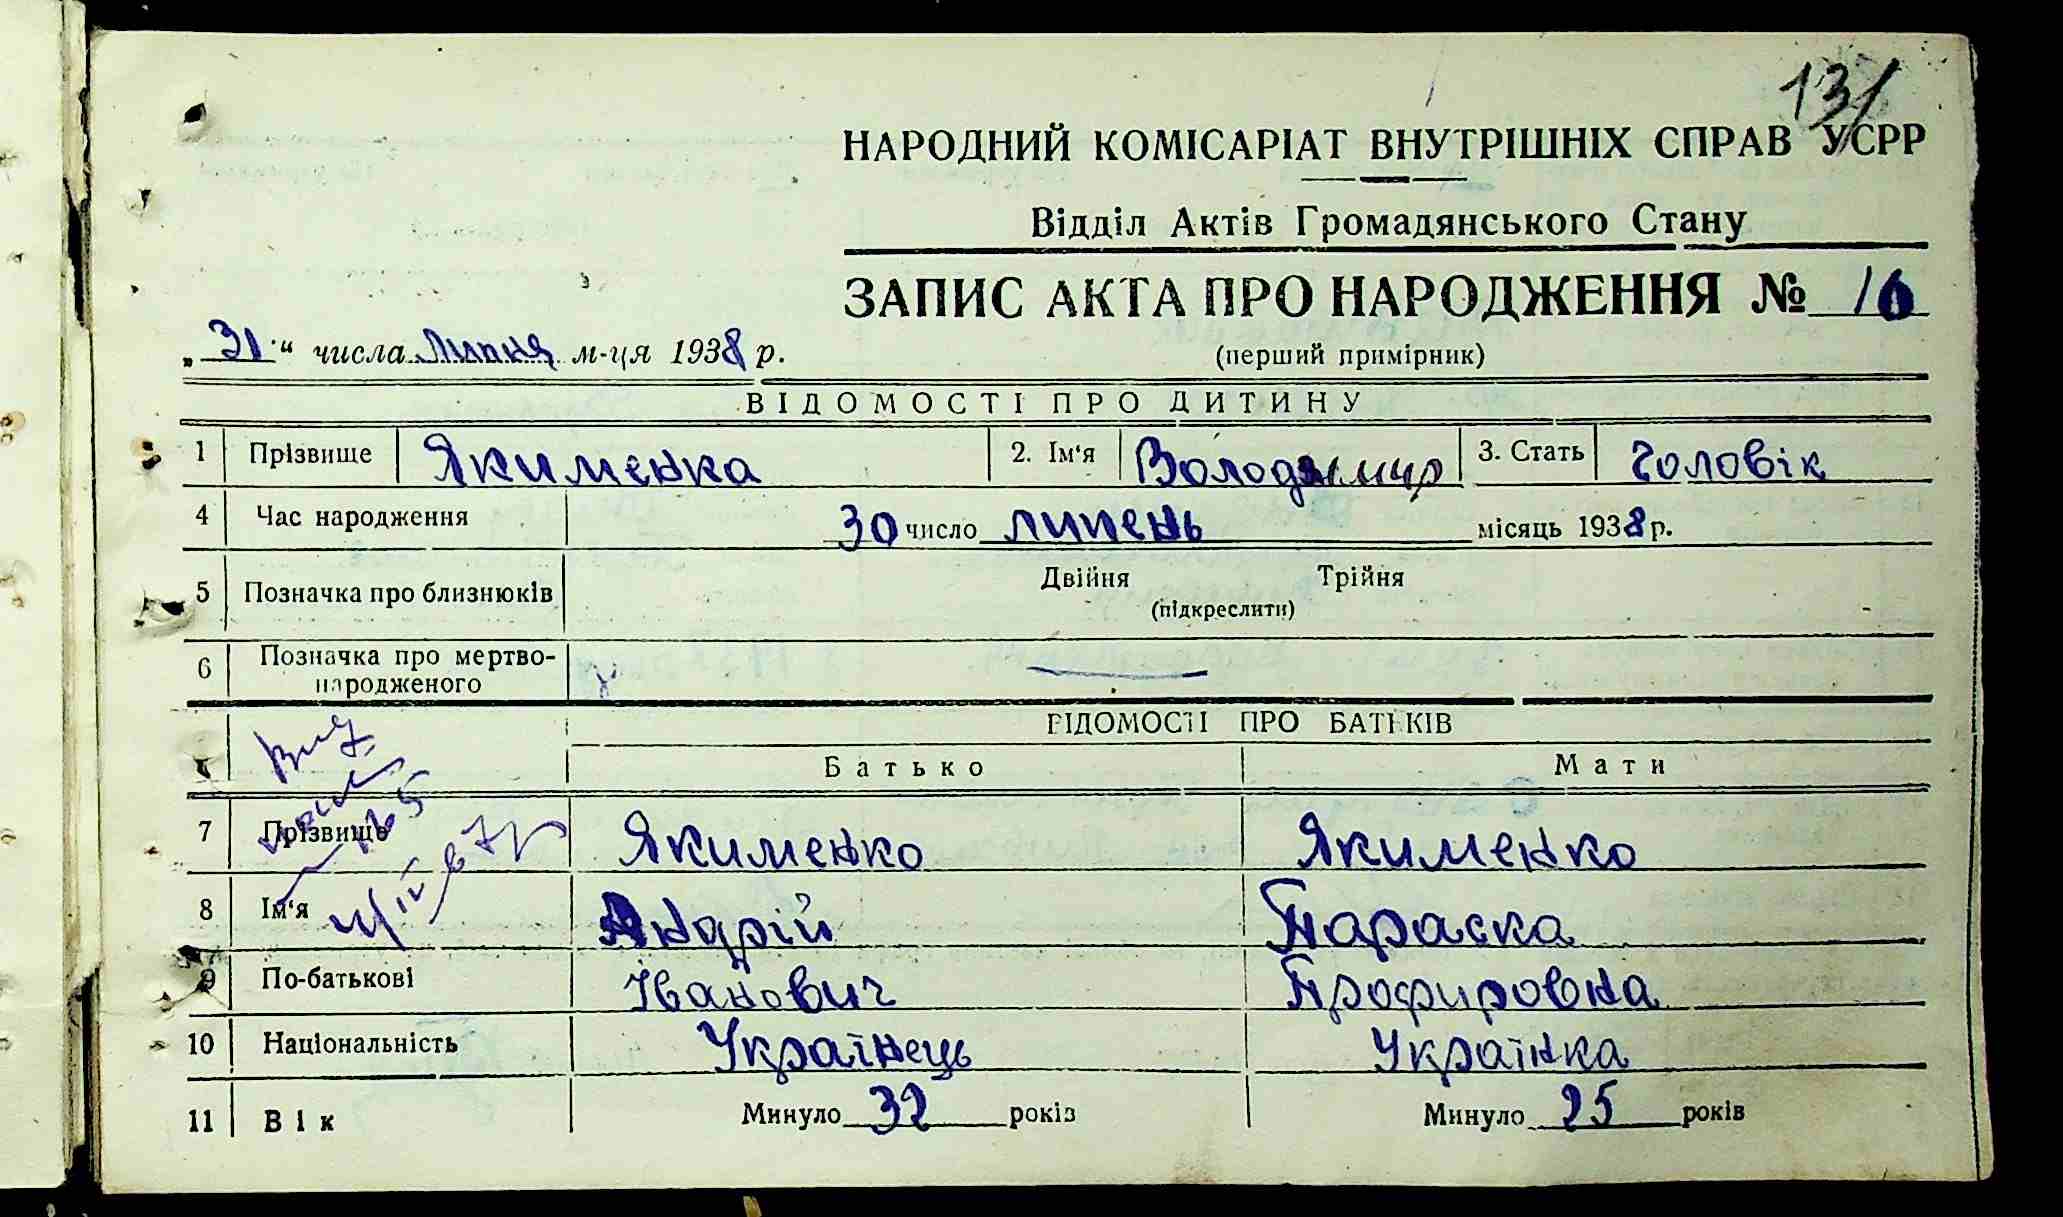 131
НАРОДНИЙ КОМІСАРІАТ ВНУТРІШНІХ СПРАВ УСРР
Відділ Актів Громадянського Стану
ЗАПИС АКТА ПРО НАРОДЖЕННЯ № 16
„31“ числа липня м-ця 1938 р.
(перший примірник)
ВІДОМОСТІ ПРО ДИТИНУ
1 Прізвище Якименка 2. Ім'я Володимир 3. Стать чоловік
4 Час народження 30 число липень місяць 1938 р.
5 Позначка про близнюків Двійня Трійня
(підкреслити)
6 Позначка про мертво-
народженого
ВІДОМОСТІ ПРО БАТЬКІВ
Батько Мати
7 Прізвище Якименко Якименко
8 Ім'я Андрій Параска
9 По-батькові Іванович Профировна
10 Національність Українець Українка
11 Вік Минуло 32 років Минуло 25 років